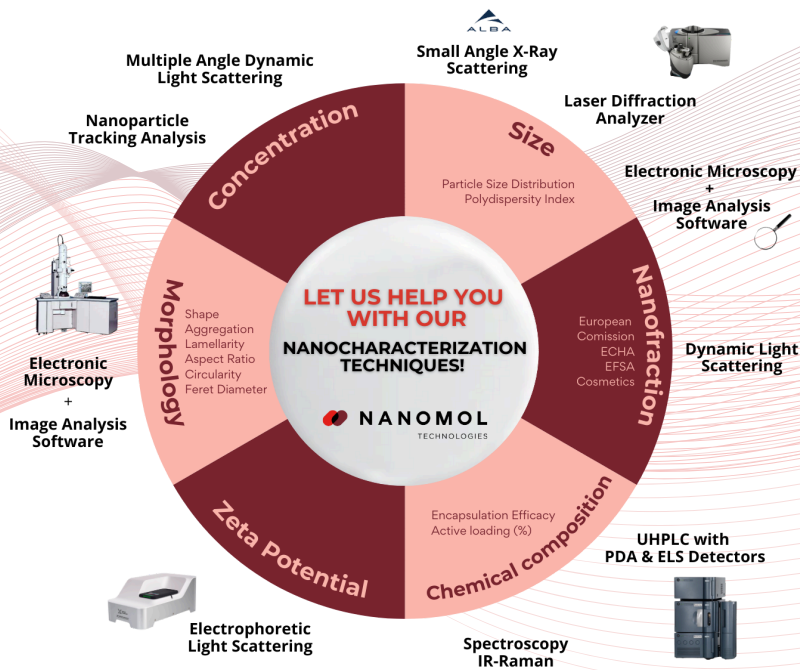 ALBA
Small Angle X-Ray
Scattering
Multiple Angle Dynamic
Light Scattering
Nanoparticle
Tracking Analysis
Laser Diffraction
Analyzer
Electronic Microscopy
+
Image Analysis
Software
Dynamic Light
Scattering
Concentration
Size
Particle Size Distribution
Polydispersity Index
Nanofraction
European
Comission
ECHA
EFSA
Cosmetics
Morphology
Shape
Aggregation
Lamellarity
Aspect Ratio
Circularity
Feret Diameter
LET US HELP YOU
WITH OUR
NANOCHARACTERIZATION
TECHNIQUES!
NANOMOL
TECHNOLOGIES
Electronic
Microscopy
+
Image Analysis
Software
Zeta Potential
Encapsulation Efficacy
Active loading (%)
Chemical composition
UHPLC with
PDA & ELS Detectors
Electrophoretic
Light Scattering
Spectroscopy
IR-Raman